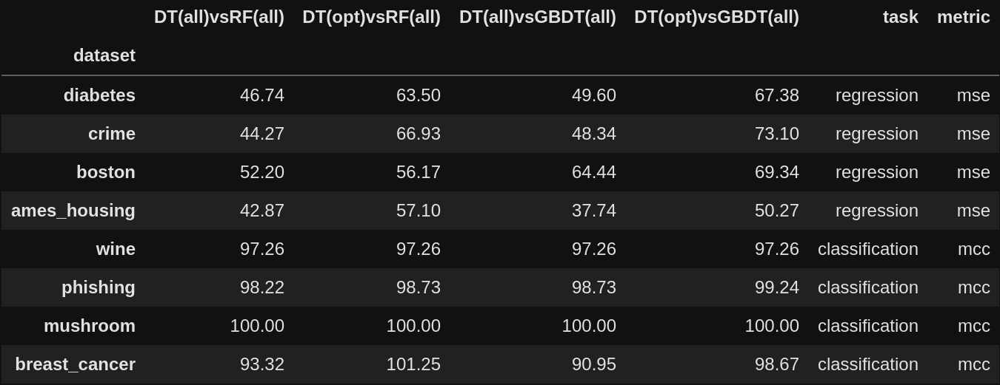 DT(all)vsRF(all) DT(opt)vsRF(all) DT(all)vsGBDT(all) DT(opt)vsGBDT(all) task metric
dataset
diabetes 46.74 63.50 49.60 67.38 regression mse
crime 44.27 66.93 48.34 73.10 regression mse
boston 52.20 56.17 64.44 69.34 regression mse
ames_housing 42.87 57.10 37.74 50.27 regression mse
wine 97.26 97.26 97.26 97.26 classification mcc
phishing 98.22 98.73 98.73 99.24 classification mcc
mushroom 100.00 100.00 100.00 100.00 classification mcc
breast_cancer 93.32 101.25 90.95 98.67 classification mcc